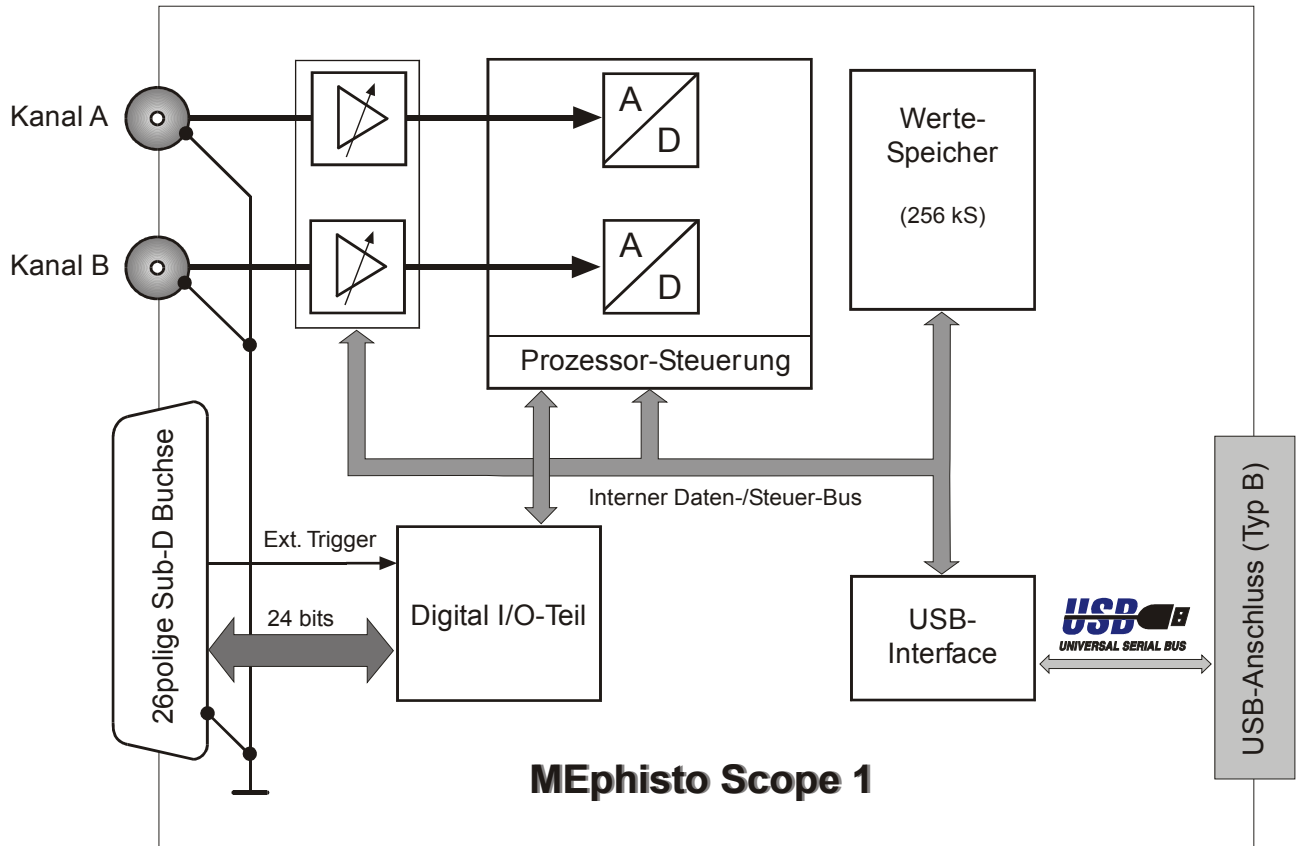 Kanal A
A
D
Werte-
Speicher
(256 kS)
Kanal B
A
D
Prozessor-Steuerung
26polige Sub-D Buchse
Interner Daten-/Steuer-Bus
Ext. Trigger
24 bits
Digital I/O-Teil
USB-
Interface
USB
UNIVERSAL SERIAL BUS
USB-Anschluss (Typ B)
MEphisto Scope 1